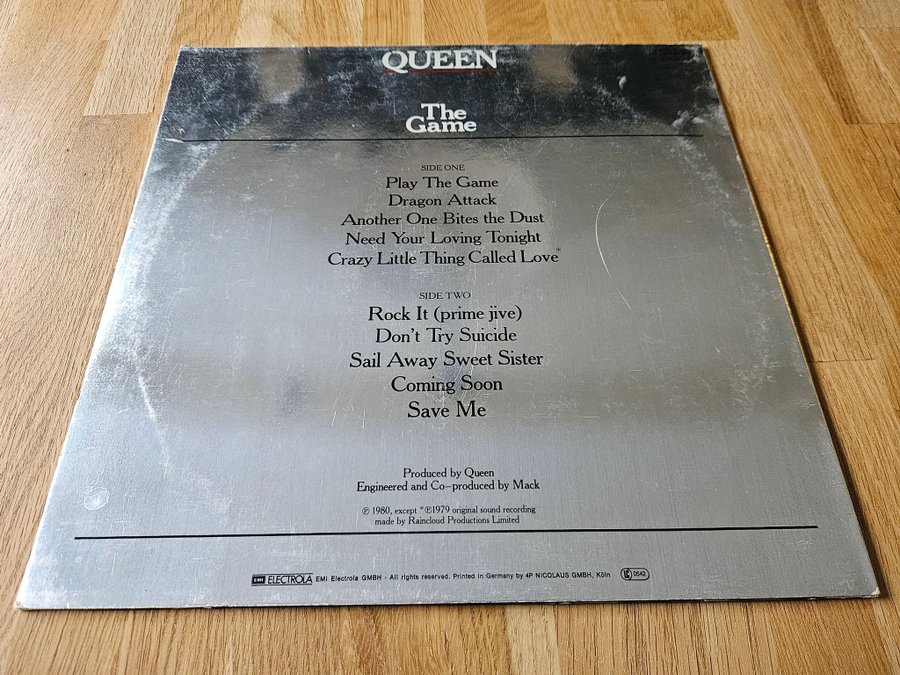 QUEEN
The
Game
SIDE ONE
Play The Game
Dragon Attack
Another One Bites the Dust
Need Your Loving Tonight
Crazy Little Thing Called Love*
SIDE TWO
Rock It (prime jive)
Don't Try Suicide
Sail Away Sweet Sister
Coming Soon
Save Me
Produced by Queen
Engineered and Co-produced by Mack
℗ 1980, except *℗1979 original sound recording
made by Raincloud Productions Limited
EMI ELECTROLA EMI Electrola GMBH · All rights reserved. Printed in Germany by 4P NICOLAUS GMBH, Köln LC 0542